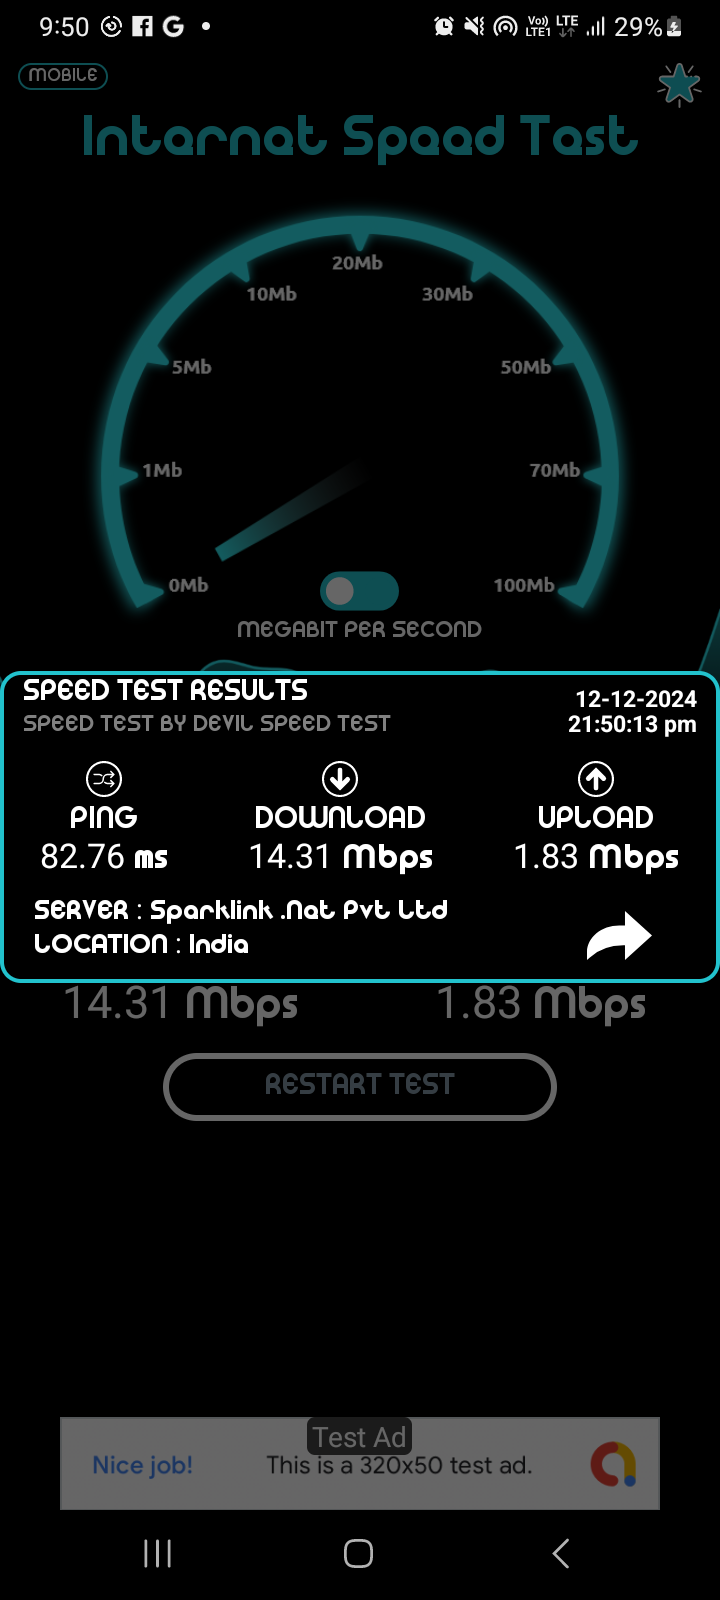 9:50
Vo))
LTE1
LTE
29%
MOBILE
Internet Speed Test
20Mb
10Mb
30Mb
5Mb
50Mb
1Mb
70Mb
0Mb
100Mb
MEGABIT PER SECOND
SPEED TEST RESULTS
12-12-2024
SPEED TEST BY DEVIL SPEED TEST
21:50:13 pm
PING
DOWNLOAD
UPLOAD
82.76 ms
14.31 Mbps
1.83 Mbps
SERVER : Sparklink .Net Pvt Ltd
LOCATION : India
14.31 Mbps
1.83 Mbps
RESTART TEST
Test Ad
Nice job!
This is a 320x50 test ad.